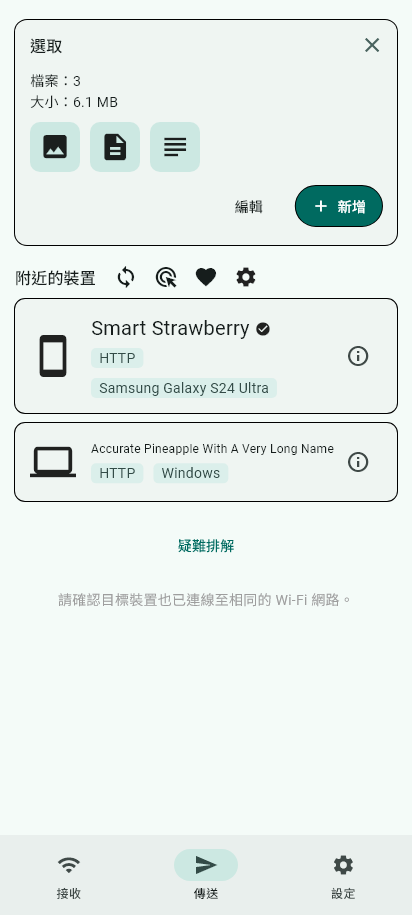 選取
檔案：3
大小：6.1 MB
編輯
新增
附近的裝置
Smart Strawberry
HTTP
Samsung Galaxy S24 Ultra
Accurate Pineapple With A Very Long Name
HTTP Windows
疑難排解
請確認目標裝置也已連線至相同的 Wi-Fi 網路。
接收 傳送 設定